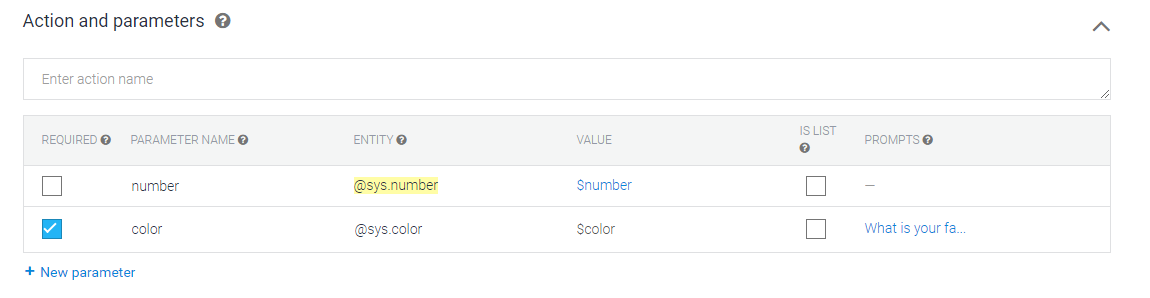 Action and parameters ?
Enter action name
REQUIRED ? PARAMETER NAME ? ENTITY ? VALUE IS LIST ? PROMPTS ?
number @sys.number $number —
color @sys.color $color What is your fa...
+ New parameter